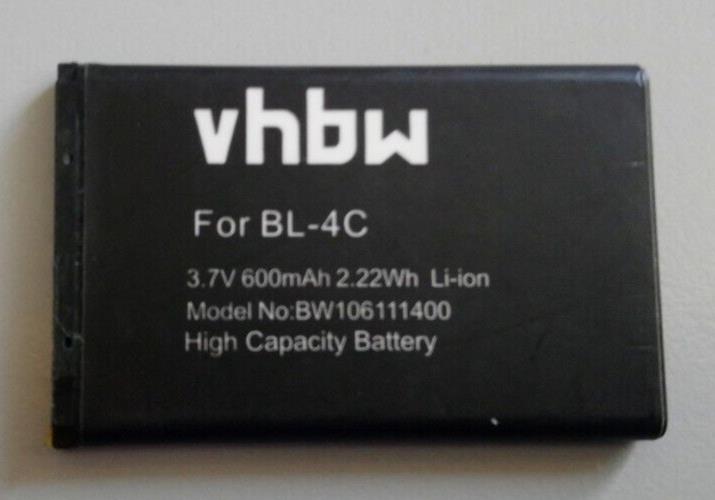 vhbw
For BL-4C
3.7V 600mAh 2.22Wh Li-ion
Model No:BW106111400
High Capacity Battery